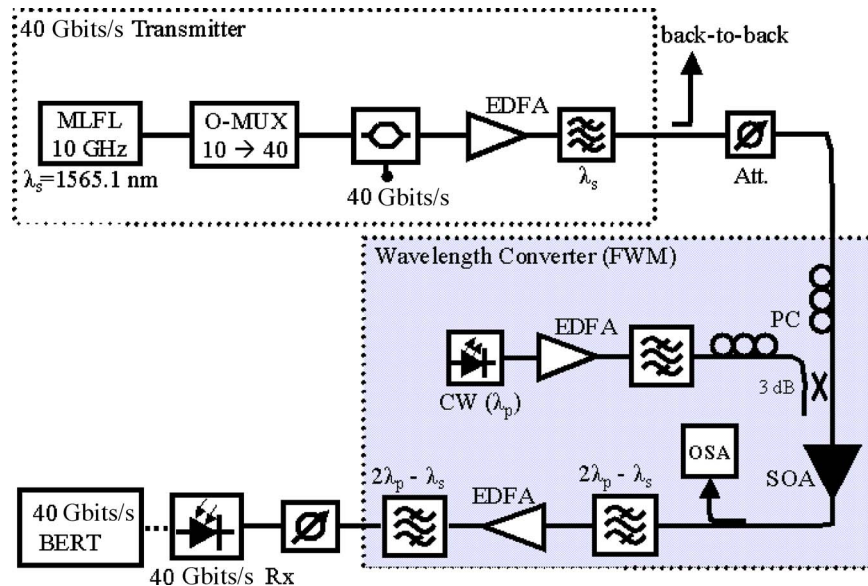 40 Gbits/s Transmitter
back-to-back
EDFA
MLFL
10 GHz
O-MUX
10 → 40
λs=1565.1 nm
40 Gbits/s
λs
Att.
Wavelength Converter (FWM)
PC
EDFA
CW (λp)
3 dB
OSA
SOA
2λp - λs
2λp - λs
EDFA
40 Gbits/s
BERT
40 Gbits/s Rx